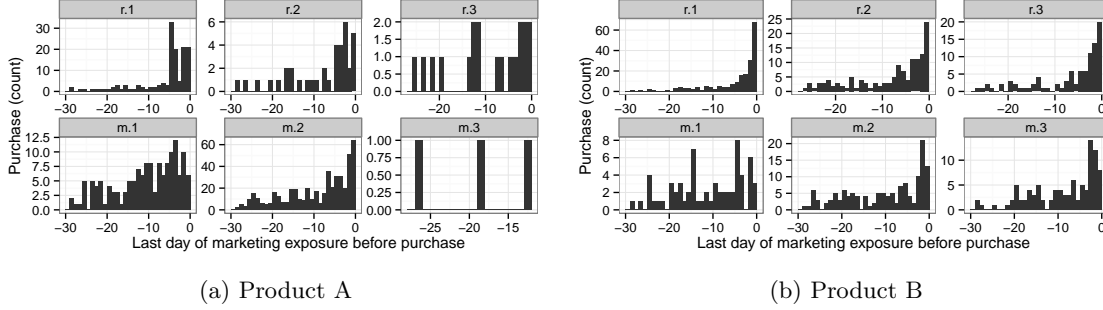 r.1 r.2 r.3
30 20 10 0
6 4 2 0
2.0 1.5 1.0 0.5 0.0
−30 −20 −10 0
−30 −20 −10 0
−20 −10 0
m.1 m.2 m.3
12.5 10.0 7.5 5.0 2.5 0.0
60 40 20 0
1.00 0.75 0.50 0.25 0.00
−30 −20 −10 0
−30 −20 −10 0
−25 −20 −15
Purchase (count)
Last day of marketing exposure before purchase
(a) Product A
r.1 r.2 r.3
60 40 20 0
25 20 15 10 5 0
20 15 10 5 0
−30 −20 −10 0
−20 −10 0
−20 −10 0
m.1 m.2 m.3
8 6 4 2 0
20 15 10 5 0
10 5 0
−30 −20 −10 0
−30 −20 −10 0
−30 −20 −10 0
Purchase (count)
Last day of marketing exposure before purchase
(b) Product B